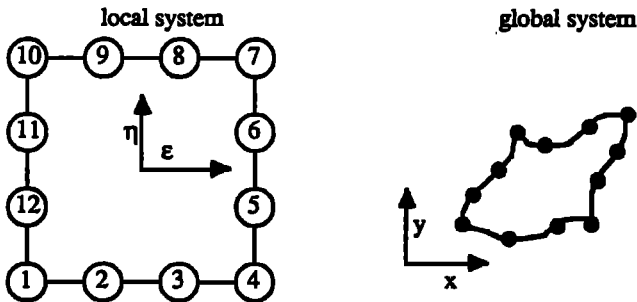 local system
global system
10 9 8 7
η
ε
11
6
12
5
y
x
1 2 3 4